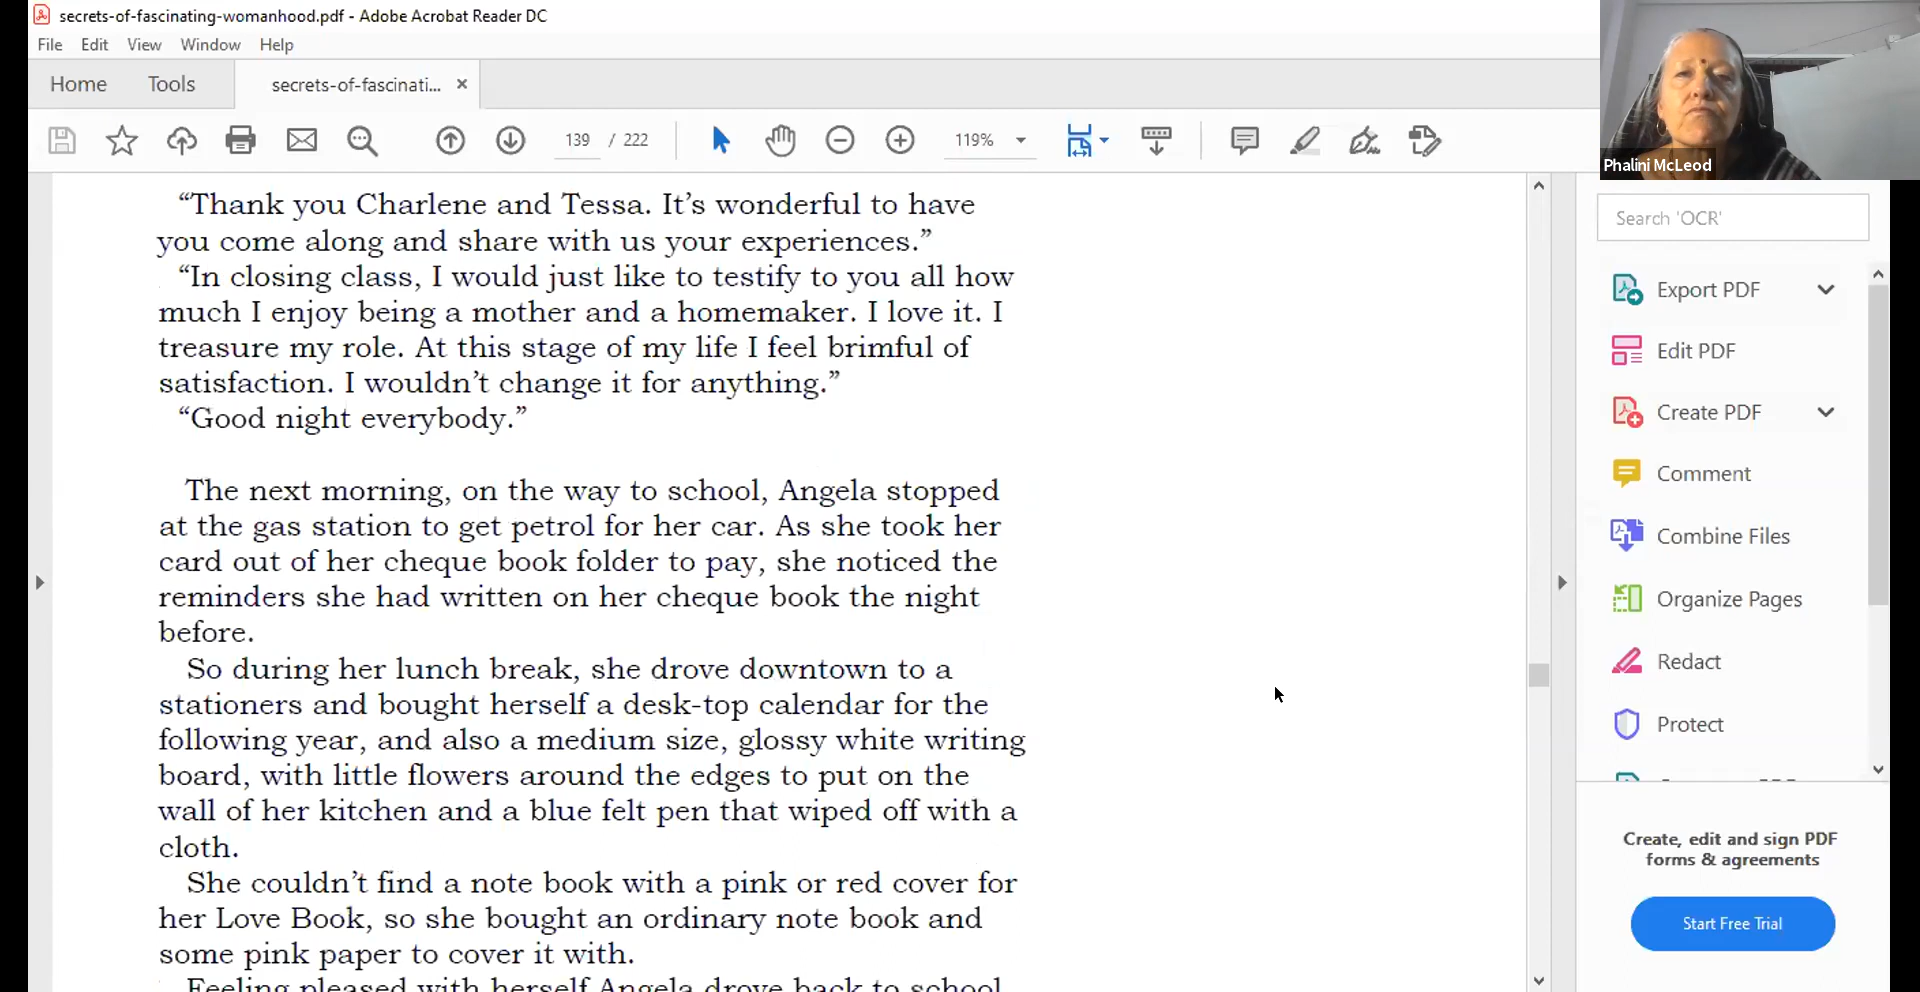 secrets-of-fascinating-womanhood.pdf - Adobe Acrobat Reader DC
File Edit View Window Help
Home Tools secrets-of-fascinati... ×
139 / 222 119%
Phalini McLeod
“Thank you Charlene and Tessa. It’s wonderful to have
you come along and share with us your experiences.”
“In closing class, I would just like to testify to you all how
much I enjoy being a mother and a homemaker. I love it. I
treasure my role. At this stage of my life I feel brimful of
satisfaction. I wouldn’t change it for anything.”
“Good night everybody.”
The next morning, on the way to school, Angela stopped
at the gas station to get petrol for her car. As she took her
card out of her cheque book folder to pay, she noticed the
reminders she had written on her cheque book the night
before.
So during her lunch break, she drove downtown to a
stationers and bought herself a desk-top calendar for the
following year, and also a medium size, glossy white writing
board, with little flowers around the edges to put on the
wall of her kitchen and a blue felt pen that wiped off with a
cloth.
She couldn’t find a note book with a pink or red cover for
her Love Book, so she bought an ordinary note book and
some pink paper to cover it with.
Feeling pleased with herself Angela drove back to school
Search 'OCR'
Export PDF
Edit PDF
Create PDF
Comment
Combine Files
Organize Pages
Redact
Protect
Create, edit and sign PDF
forms & agreements
Start Free Trial